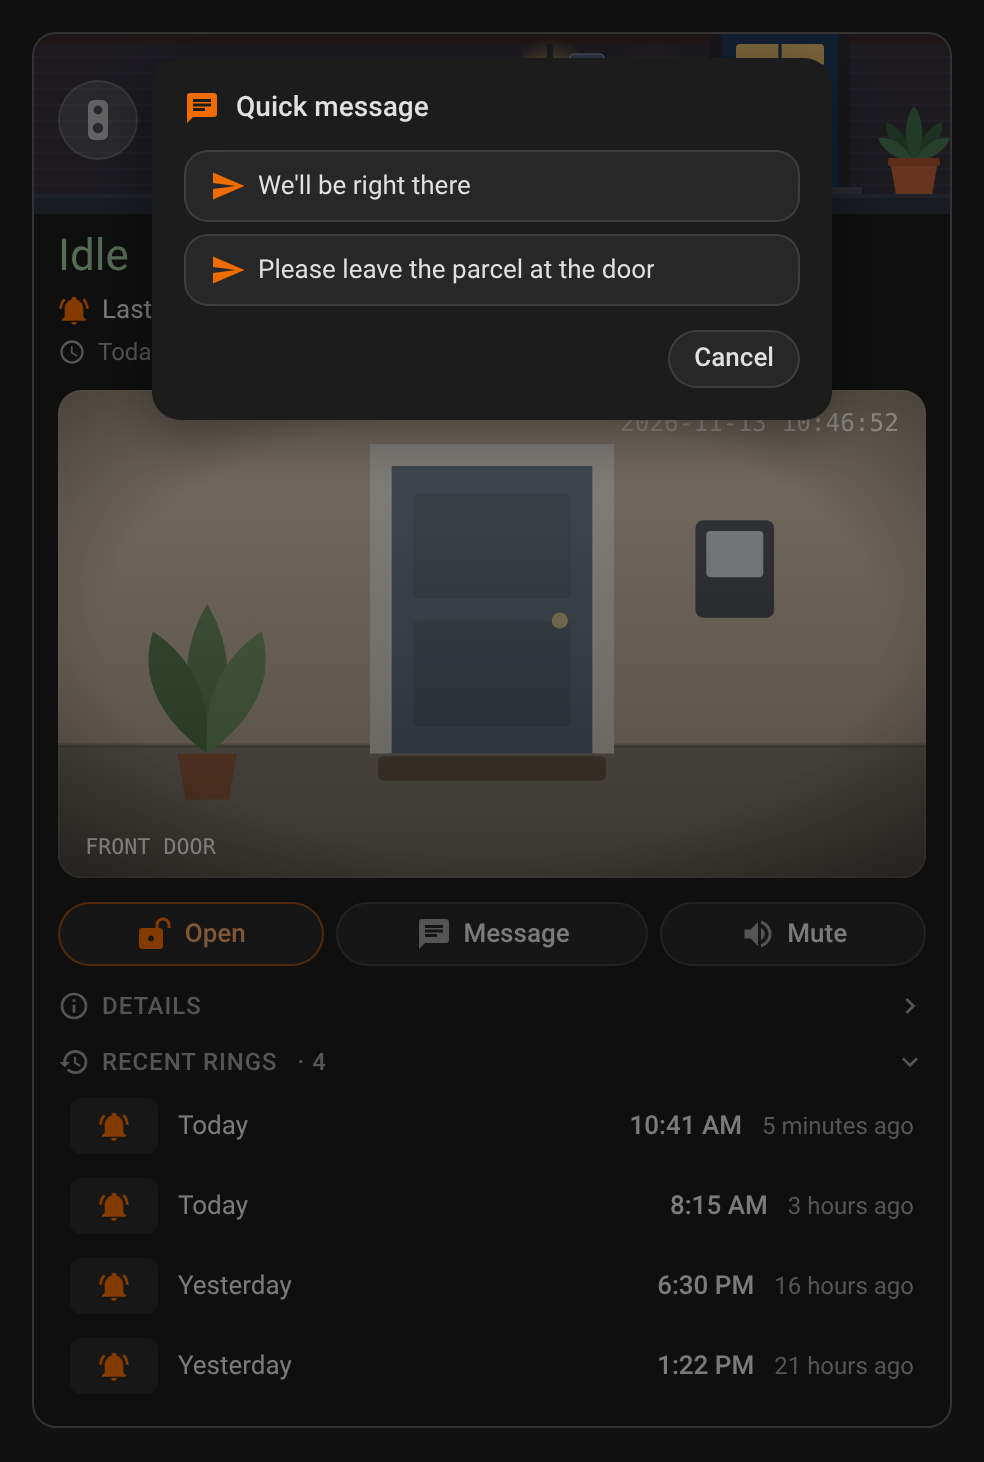 Quick message
We'll be right there
Please leave the parcel at the door
Cancel
Idle
Last
Toda
2026-11-13 10:46:52
FRONT DOOR
Open
Message
Mute
DETAILS
RECENT RINGS · 4
Today 10:41 AM 5 minutes ago
Today 8:15 AM 3 hours ago
Yesterday 6:30 PM 16 hours ago
Yesterday 1:22 PM 21 hours ago